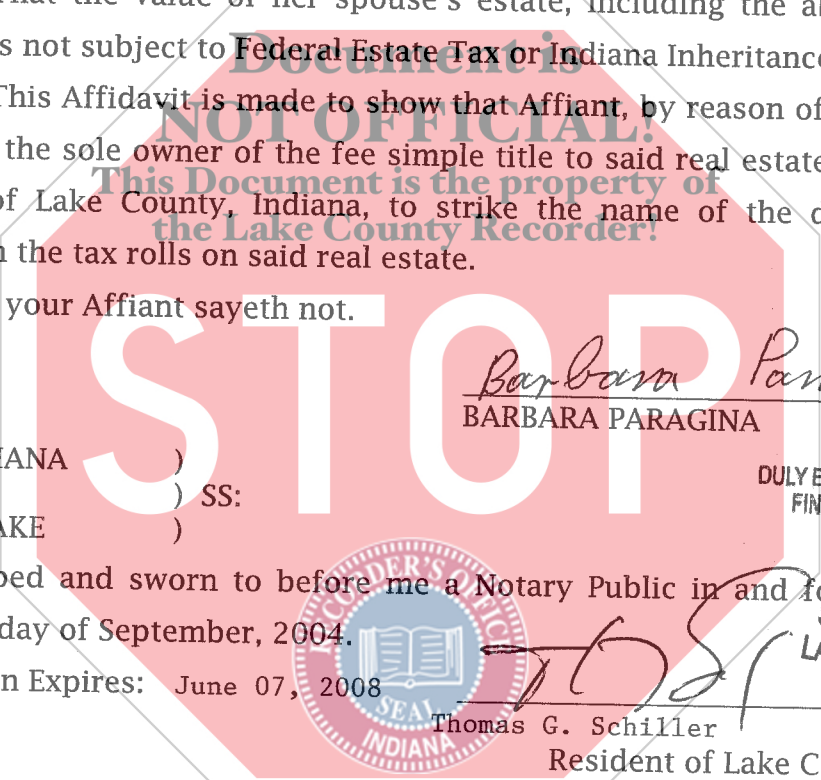 s not subject to Federal Estate Tax or Indiana Inheritance
This Affidavit is made to show that Affiant, by reason of
the sole owner of the fee simple title to said real estate
of Lake County, Indiana, to strike the name of the
the tax rolls on said real estate.
your Affiant sayeth not.
Document is
NOT OFFICIAL!
This Document is the property of
the Lake County Recorder!
STOP
Barbara
BARBARA PARAGINA
IANA )
) SS:
AKE )
DULY
FIN
bed and sworn to before me a Notary Public in and fo
day of September, 2004.
n Expires: June 07, 2008
RECORDER'S OFFICE
SEAL
INDIANA
LA
Thomas G. Schiller
Resident of Lake C